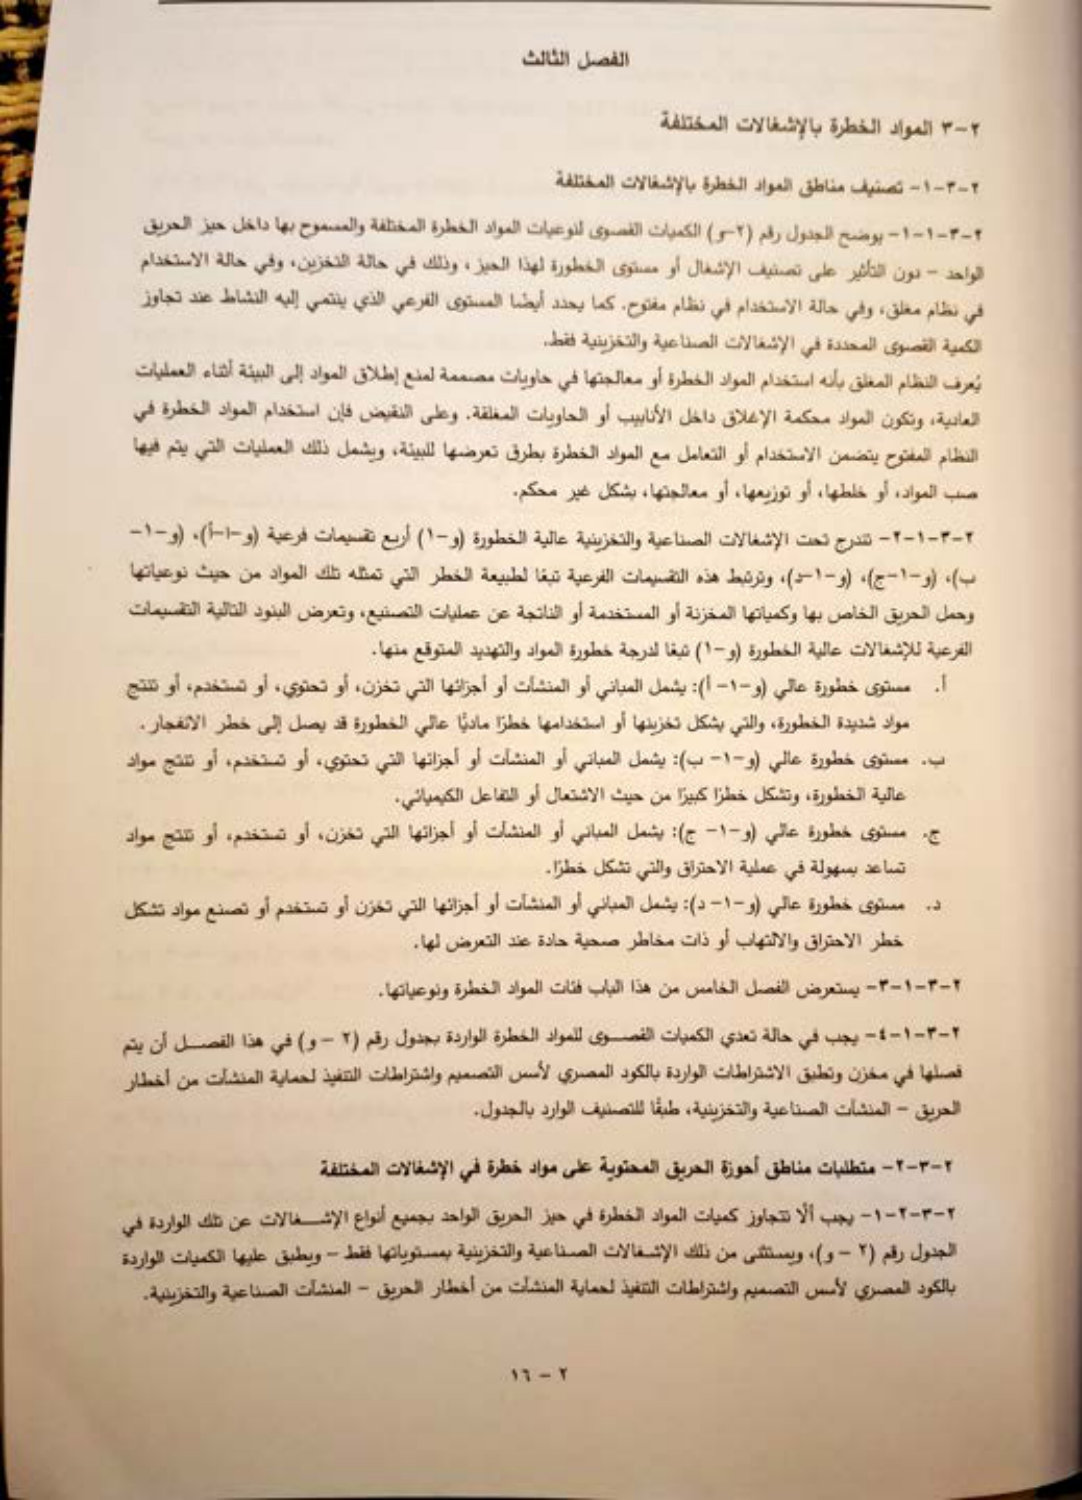 الفصل الثالث
٢-٣ المواد الخطرة بالإشغالات المختلفة
٢-٣-١- تصنيف مناطق المواد الخطرة بالإشغالات المختلفة
٢-٣-١-١- يوضح الجدول رقم (٢-و) الكميات القصوى لنوعيات المواد الخطرة المختلفة والمسموح بها داخل حيز الحريق
الواحد – دون التأثير على تصنيف الإشغال أو مستوى الخطورة لهذا الحيز، وذلك في حالة التخزين، وفي حالة الاستخدام
في نظام مغلق، وفي حالة الاستخدام في نظام مفتوح. كما يحدد أيضًا المستوى الفرعي الذي ينتمي إليه النشاط عند تجاوز
الكمية القصوى المحددة في الإشغالات الصناعية والتخزينية فقط.
يُعرف النظام المغلق بأنه استخدام المواد الخطرة أو معالجتها في حاويات مصممة لمنع إطلاق المواد إلى البيئة أثناء العمليات
العادية، وتكون المواد محكمة الإغلاق داخل الأنابيب أو الحاويات المغلقة. وعلى النقيض فإن استخدام المواد الخطرة في
النظام المفتوح يتضمن الاستخدام أو التعامل مع المواد الخطرة بطرق تعرضها للبيئة، ويشمل ذلك العمليات التي يتم فيها
صب المواد، أو خلطها، أو توزيعها، أو معالجتها، بشكل غير محكم.
٢-٣-١-٢- تندرج تحت الإشغالات الصناعية والتخزينية عالية الخطورة (و-١) أربع تقسيمات فرعية (و-١-أ)، (و-١-
ب)، (و-١-ج)، (و-١-د)، وترتبط هذه التقسيمات الفرعية تبعًا لطبيعة الخطر التي تمثله تلك المواد من حيث نوعياتها
وحمل الحريق الخاص بها وكمياتها المخزنة أو المستخدمة أو الناتجة عن عمليات التصنيع، وتعرض البنود التالية التقسيمات
الفرعية للإشغالات عالية الخطورة (و-١) تبعًا لدرجة خطورة المواد والتهديد المتوقع منها.
أ. مستوى خطورة عالي (و-١- أ): يشمل المباني أو المنشآت أو أجزائها التي تخزن، أو تحتوي، أو تستخدم، أو تنتج
مواد شديدة الخطورة، والتي يشكل تخزينها أو استخدامها خطرًا ماديًا عالي الخطورة قد يصل إلى خطر الانفجار.
ب. مستوى خطورة عالي (و-١- ب): يشمل المباني أو المنشآت أو أجزائها التي تحتوي، أو تستخدم، أو تنتج مواد
عالية الخطورة، وتشكل خطرًا كبيرًا من حيث الاشتعال أو التفاعل الكيميائي.
ج. مستوى خطورة عالي (و-١- ج): يشمل المباني أو المنشآت أو أجزائها التي تخزن، أو تستخدم، أو تنتج مواد
تساعد بسهولة في عملية الاحتراق والتي تشكل خطرًا.
د. مستوى خطورة عالي (و-١- د): يشمل المباني أو المنشآت أو أجزائها التي تخزن أو تستخدم أو تصنع مواد تشكل
خطر الاحتراق والالتهاب أو ذات مخاطر صحية حادة عند التعرض لها.
٢-٣-١-٣- يستعرض الفصل الخامس من هذا الباب فئات المواد الخطرة ونوعياتها.
٢-٣-١-٤- يجب في حالة تعدي الكميات القصوى للمواد الخطرة الواردة بجدول رقم (٢ – و) في هذا الفصل أن يتم
فصلها في مخزن وتطبق الاشتراطات الواردة بالكود المصري لأسس التصميم واشتراطات التنفيذ لحماية المنشآت من أخطار
الحريق – المنشآت الصناعية والتخزينية، طبقًا للتصنيف الوارد بالجدول.
٢-٣-٢- متطلبات مناطق أحوزة الحريق المحتوية على مواد خطرة في الإشغالات المختلفة
٢-٣-٢-١- يجب ألا تتجاوز كميات المواد الخطرة في حيز الحريق الواحد بجميع أنواع الإشغالات عن تلك الواردة في
الجدول رقم (٢ – و)، ويستثنى من ذلك الإشغالات الصناعية والتخزينية بمستوياتها فقط – ويطبق عليها الكميات الواردة
بالكود المصري لأسس التصميم واشتراطات التنفيذ لحماية المنشآت من أخطار الحريق – المنشآت الصناعية والتخزينية.
٢ – ١٦